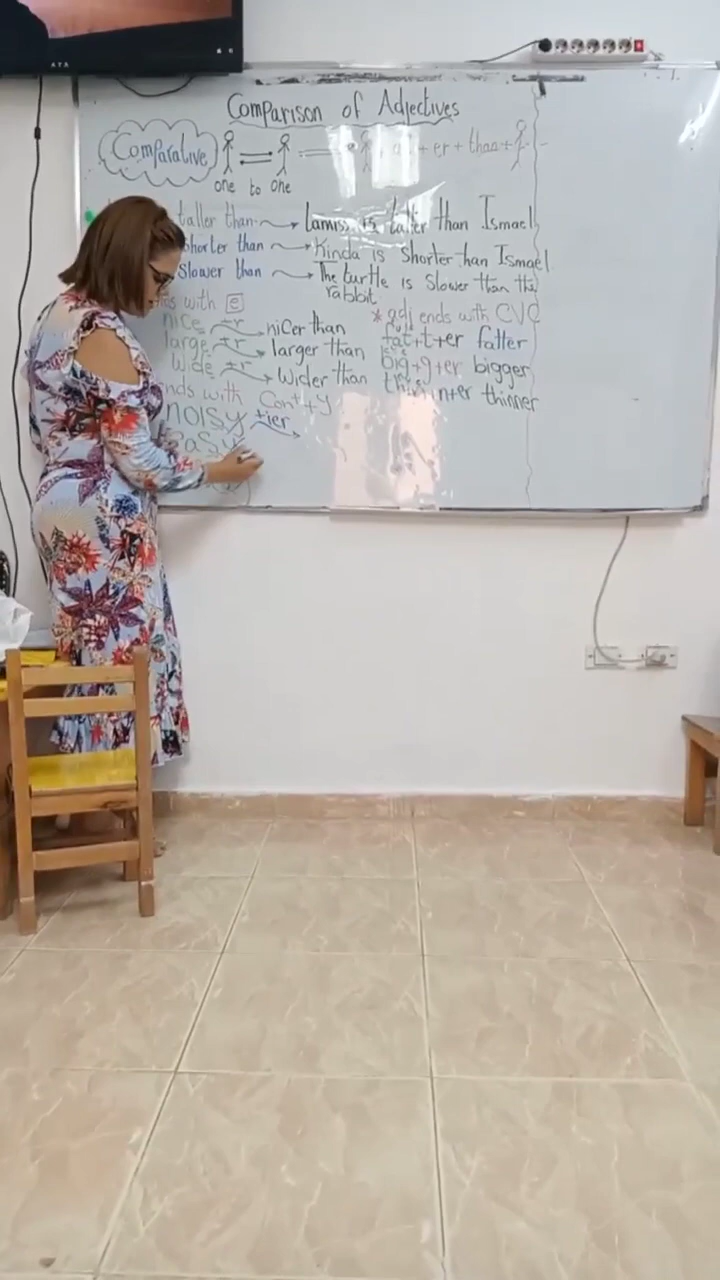 Comparison of Adjectives
Comparative
one to one
+ er + than +
taller than
Lamiss is taller than Ismael
Shorter than
Kinda is Shorter than Ismael
Slower than
The turtle is Slower than the
rabbit
with e
* adj ends with CVC
nice +r nicer than
fat+t+er fatter
large +r larger than
big+g+er bigger
wide +r wider than
thinner
ends with Con+y
noisy +ier
easy